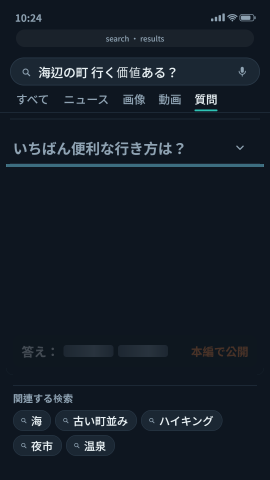 10:24
search ・ results
海辺の町 行く価値ある？
すべて ニュース 画像 動画 質問
いちばん便利な行き方は？
答え： 本編で公開
関連する検索
海 古い町並み ハイキング
夜市 温泉